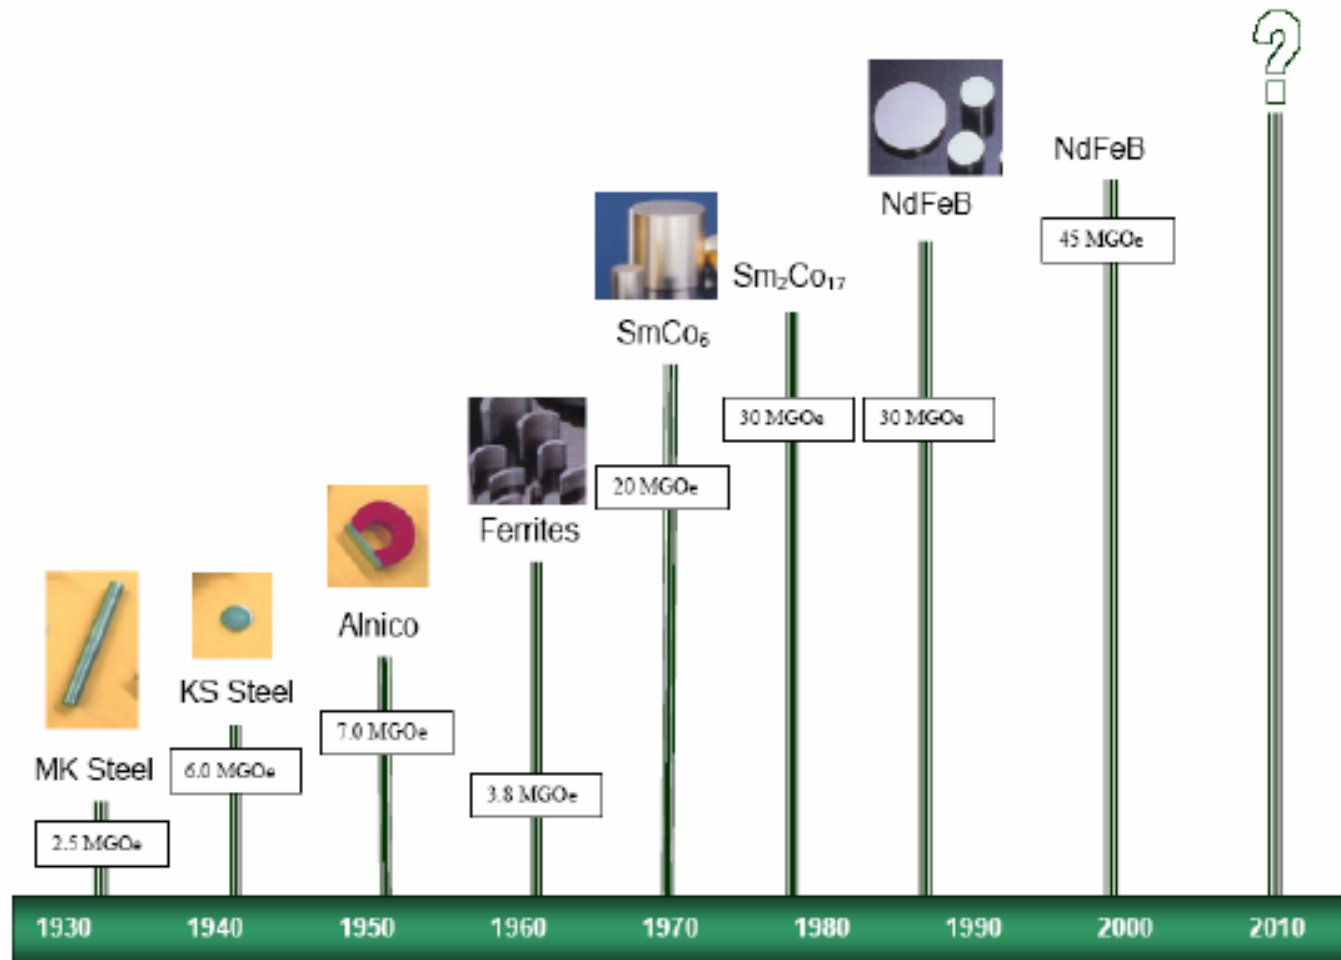 ?
NdFeB
45 MGOe
NdFeB
30 MGOe
Sm₂Co₁₇
30 MGOe
SmCo₅
20 MGOe
Ferrites
3.8 MGOe
Alnico
7.0 MGOe
KS Steel
6.0 MGOe
MK Steel
2.5 MGOe
1930 1940 1950 1960 1970 1980 1990 2000 2010